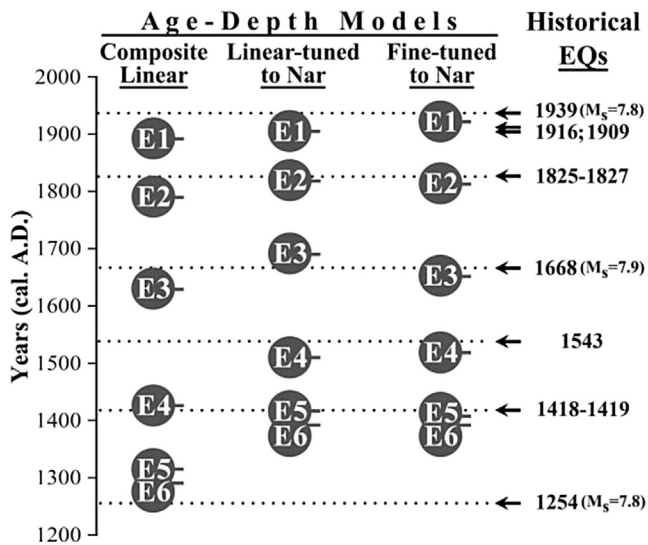 Age-Depth Models
Historical
EQs
Composite
Linear
Linear-tuned
to Nar
Fine-tuned
to Nar
Years (cal. A.D.)
2000
1900
1800
1700
1600
1500
1400
1300
1200
E1
E2
E3
E4
E5
E6
E1
E2
E3
E4
E5
E6
E1
E2
E3
E4
E5
E6
1939 (Ms=7.8)
1916; 1909
1825-1827
1668 (Ms=7.9)
1543
1418-1419
1254 (Ms=7.8)